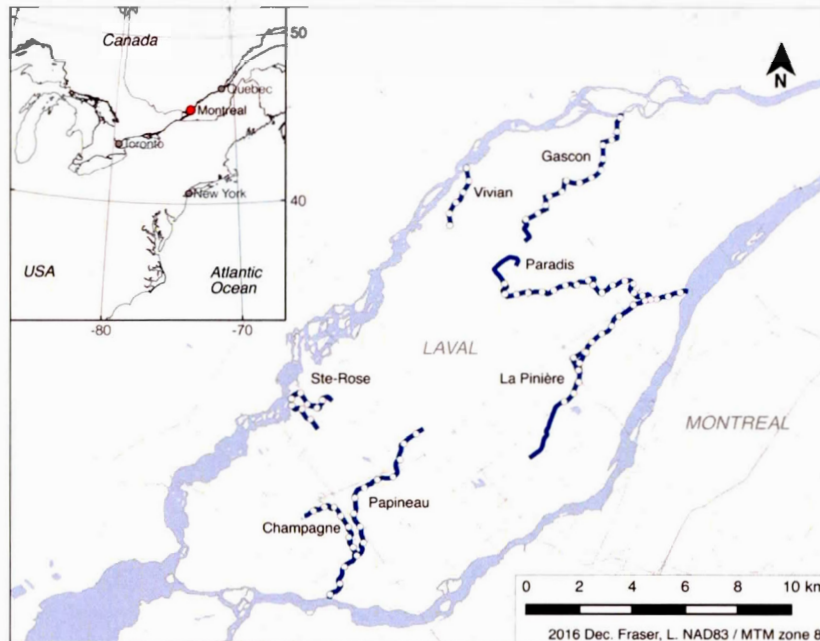 Canada
50
Quebec
Montreal
Toronto
New York
40
USA
Atlantic
Ocean
-80
-70
N
Gascon
Vivian
Paradis
LAVAL
Ste-Rose
La Pinière
MONTREAL
Papineau
Champagne
0 2 4 6 8 10 km
2016 Dec. Fraser, L. NAD83 / MTM zone 8